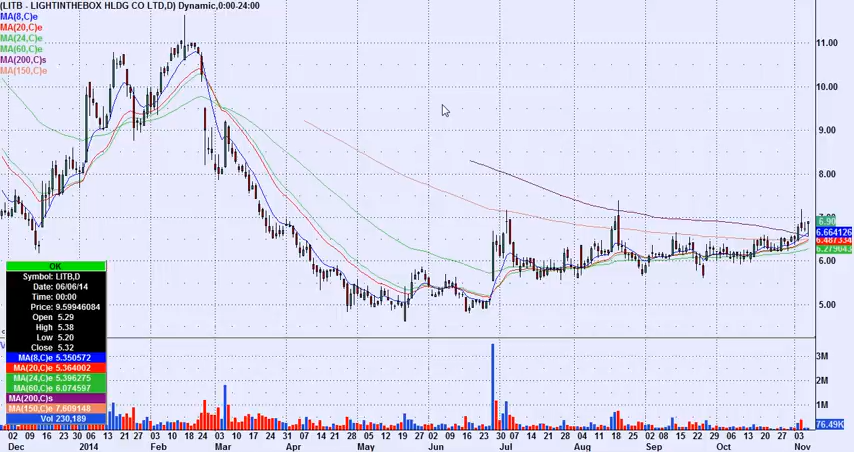 (LITB - LIGHTINTHEBOX HLDG CO LTD,D) Dynamic,0:00-24:00
MA(8,C)e
MA(20,C)e
MA(24,C)e
MA(60,C)e
MA(200,C)s
MA(150,C)e
11.00
10.00
9.00
8.00
7.00
6.90
6.664126
6.487334
6.279043
6.00
5.00
OK
Symbol: LITB,D
Date: 06/06/14
Time: 00:00
Price: 9.59946084
Open 5.29
High 5.38
Low 5.20
Close 5.32
MA(8,C)e 5.350572
MA(20,C)e 5.364002
MA(24,C)e 5.396275
MA(60,C)e 6.074597
MA(200,C)s
MA(150,C)e 7.609148
Vol 230,189
3M
2M
1M
76.49K
02 09 16 23 30 06 13 21 27 03 10 18 24 03 10 17 24 01 07 14 21 28 05 12 19 27 02 09 16 23 30 07 14 21 28 04 11 18 25 02 08 15 22 29 06 13 20 27 03
Dec 2014 Feb Mar Apr May Jun Jul Aug Sep Oct Nov